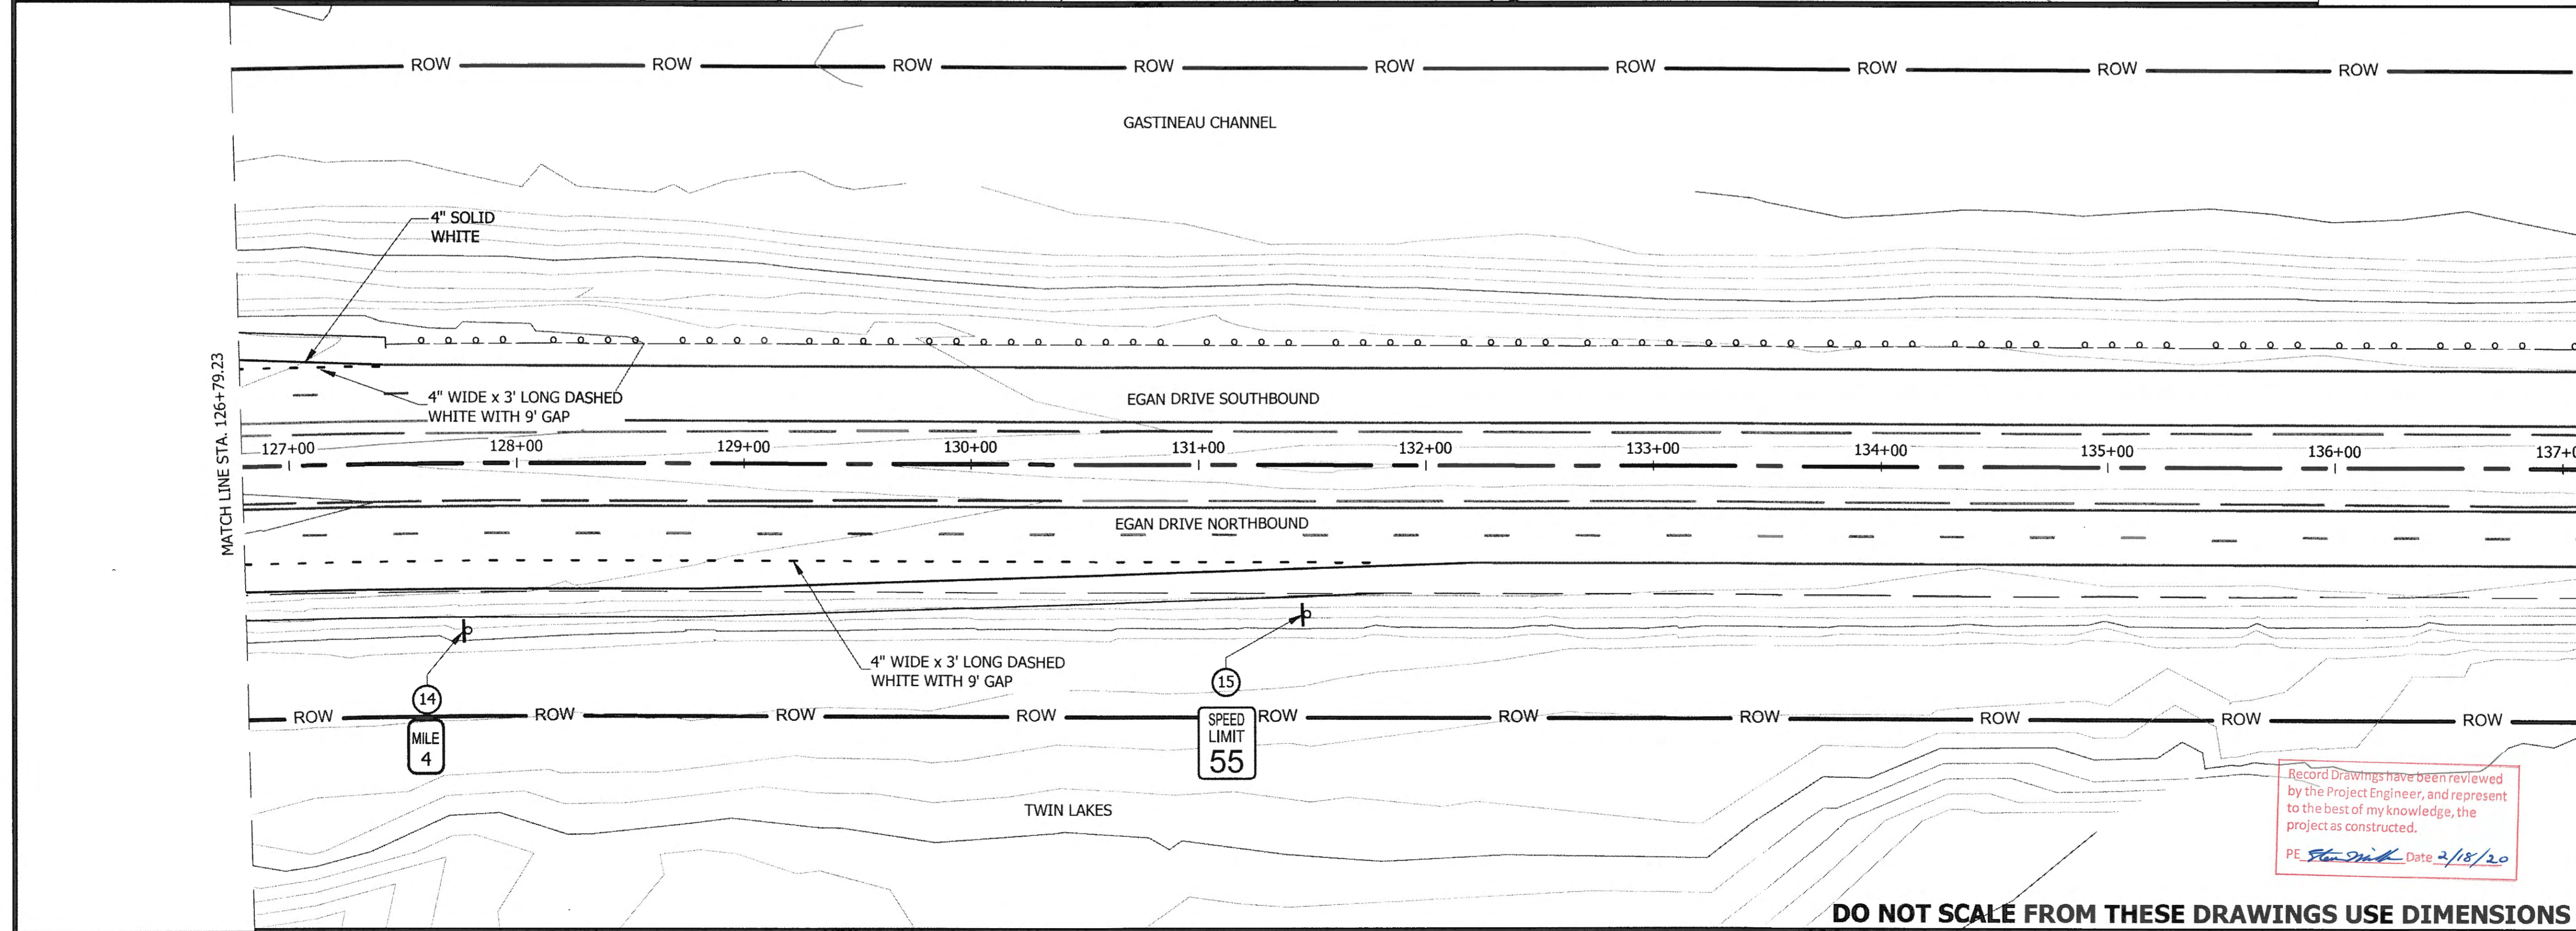 ROW ROW ROW ROW ROW ROW ROW ROW ROW
GASTINEAU CHANNEL
4" SOLID
WHITE
MATCH LINE STA. 126+79.23
4" WIDE x 3' LONG DASHED
WHITE WITH 9' GAP
EGAN DRIVE SOUTHBOUND
127+00 128+00 129+00 130+00 131+00 132+00 133+00 134+00 135+00 136+00 137+0
EGAN DRIVE NORTHBOUND
4" WIDE x 3' LONG DASHED
WHITE WITH 9' GAP
14
15
ROW ROW ROW ROW ROW ROW ROW ROW ROW ROW
MILE
4
SPEED
LIMIT
55
TWIN LAKES
Record Drawings have been reviewed
by the Project Engineer, and represent
to the best of my knowledge, the
project as constructed.
PE Date 2/18/20
DO NOT SCALE FROM THESE DRAWINGS USE DIMENSIONS